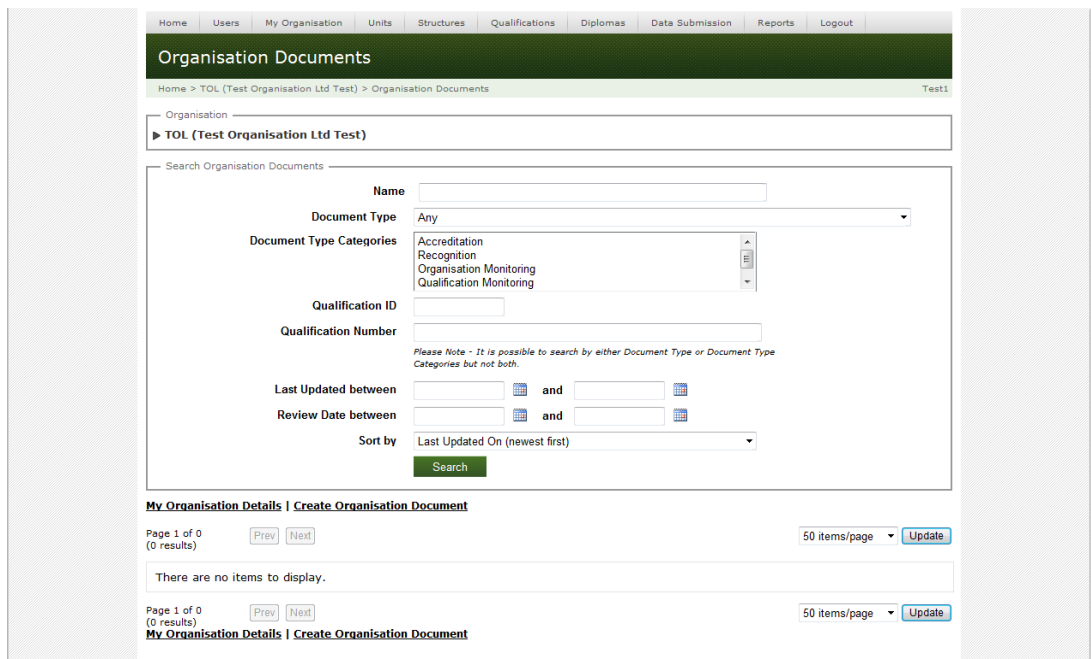 Home Users My Organisation Units Structures Qualifications Diplomas Data Submission Reports Logout
Organisation Documents
Home > TOL (Test Organisation Ltd Test) > Organisation Documents Test1
Organisation
TOL (Test Organisation Ltd Test)
Search Organisation Documents
Name
Document Type Any
Document Type Categories Accreditation
Recognition
Organisation Monitoring
Qualification Monitoring
Qualification ID
Qualification Number
Please Note - It is possible to search by either Document Type or Document Type
Categories but not both.
Last Updated between and
Review Date between and
Sort by Last Updated On (newest first)
Search
My Organisation Details | Create Organisation Document
Page 1 of 0 Prev Next 50 items/page Update
(0 results)
There are no items to display.
Page 1 of 0 Prev Next 50 items/page Update
(0 results)
My Organisation Details | Create Organisation Document